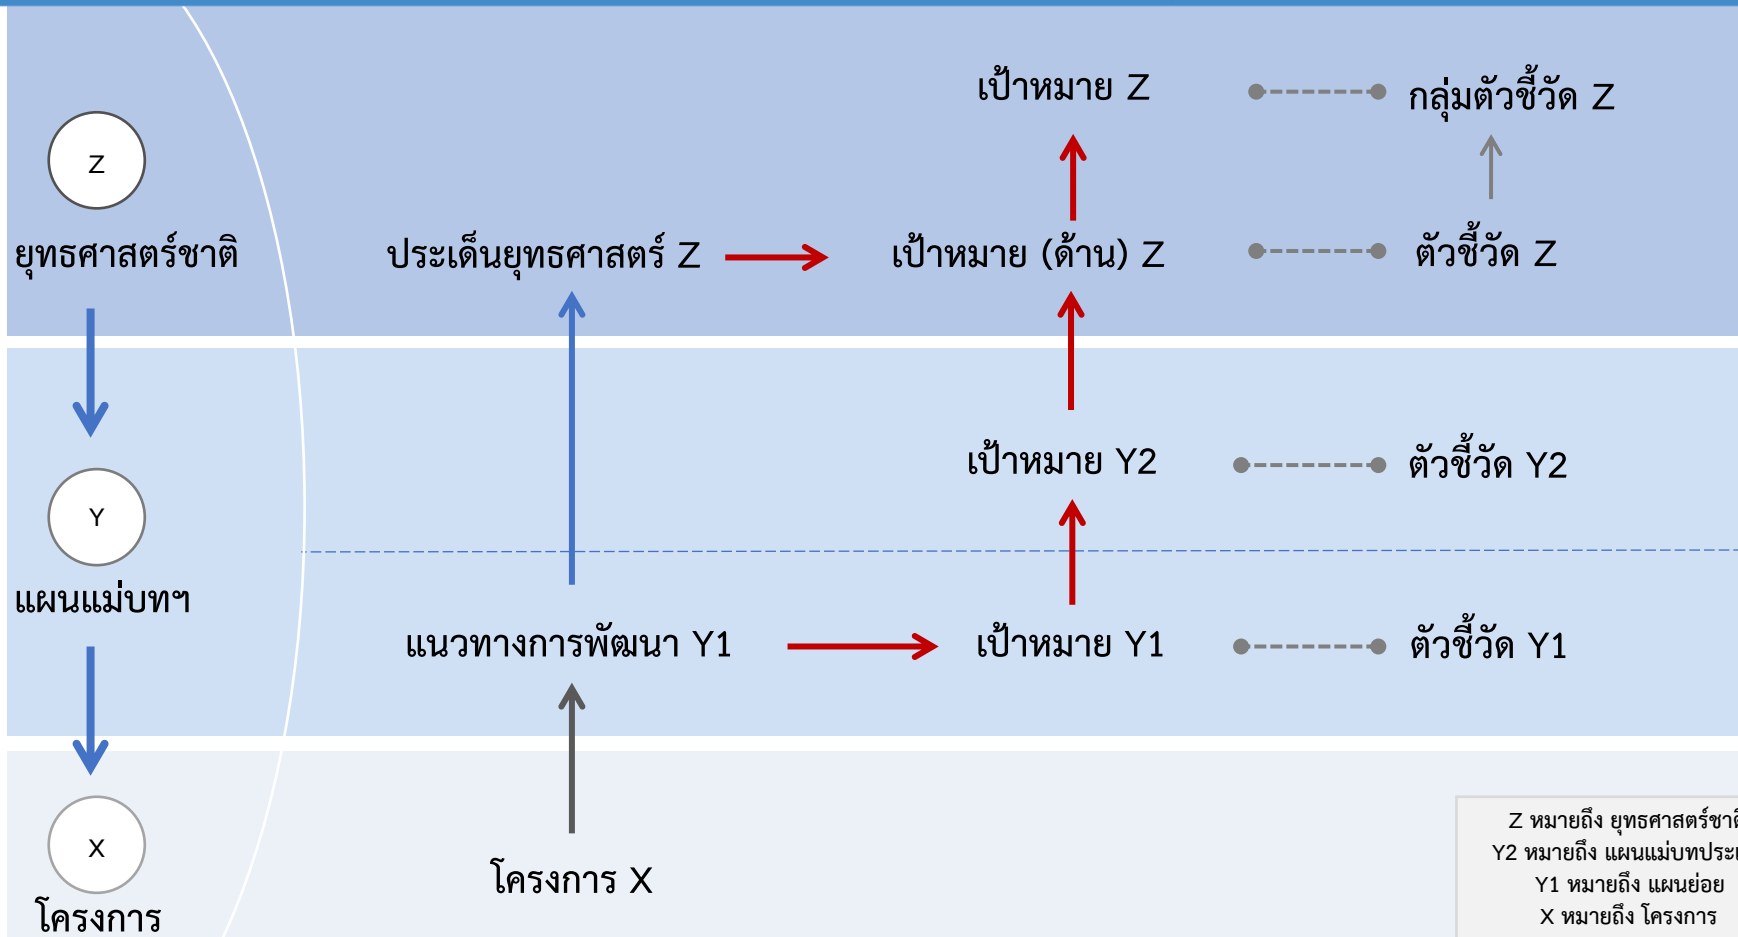 เป้าหมาย Z
กลุ่มตัวชี้วัด Z
Z
ยุทธศาสตร์ชาติ
ประเด็นยุทธศาสตร์ Z
เป้าหมาย (ด้าน) Z
ตัวชี้วัด Z
เป้าหมาย Y2
ตัวชี้วัด Y2
Y
แผนแม่บทฯ
แนวทางการพัฒนา Y1
เป้าหมาย Y1
ตัวชี้วัด Y1
X
โครงการ
โครงการ X
Z หมายถึง ยุทธศาสตร์ชาติ
Y2 หมายถึง แผนแม่บทประ
Y1 หมายถึง แผนย่อย
X หมายถึง โครงการ